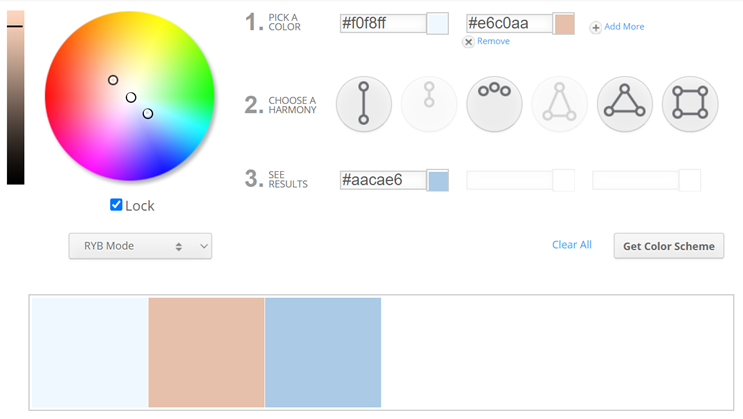 1. PICK A
COLOR
#f0f8ff
#e6c0aa
+ Add More
x Remove
2. CHOOSE A
HARMONY
3. SEE
RESULTS
#aacae6
Lock
RYB Mode
Clear All
Get Color Scheme